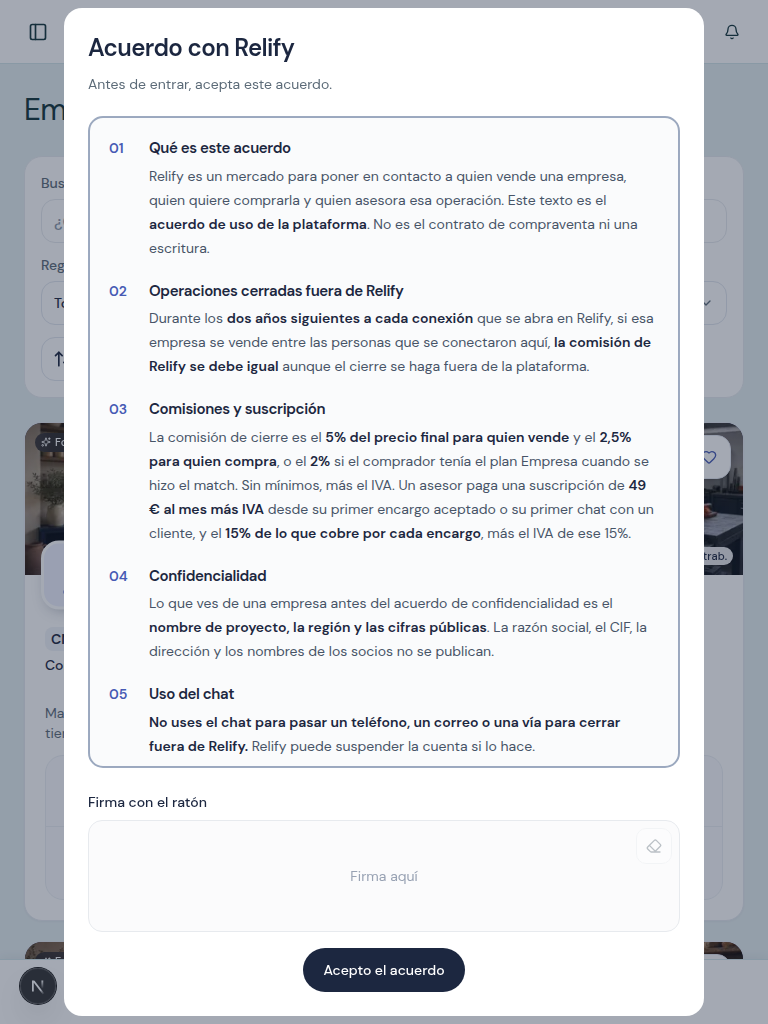 Acuerdo con Relify
Antes de entrar, acepta este acuerdo.
01 Qué es este acuerdo
Relify es un mercado para poner en contacto a quien vende una empresa,
quien quiere comprarla y quien asesora esa operación. Este texto es el
acuerdo de uso de la plataforma. No es el contrato de compraventa ni una
escritura.
02 Operaciones cerradas fuera de Relify
Durante los dos años siguientes a cada conexión que se abra en Relify, si esa
empresa se vende entre las personas que se conectaron aquí, la comisión de
Relify se debe igual aunque el cierre se haga fuera de la plataforma.
03 Comisiones y suscripción
La comisión de cierre es el 5% del precio final para quien vende y el 2,5%
para quien compra, o el 2% si el comprador tenía el plan Empresa cuando se
hizo el match. Sin mínimos, más el IVA. Un asesor paga una suscripción de 49
€ al mes más IVA desde su primer encargo aceptado o su primer chat con un
cliente, y el 15% de lo que cobre por cada encargo, más el IVA de ese 15%.
04 Confidencialidad
Lo que ves de una empresa antes del acuerdo de confidencialidad es el
nombre de proyecto, la región y las cifras públicas. La razón social, el CIF, la
dirección y los nombres de los socios no se publican.
05 Uso del chat
No uses el chat para pasar un teléfono, un correo o una vía para cerrar
fuera de Relify. Relify puede suspender la cuenta si lo hace.
Firma con el ratón
Firma aquí
Acepto el acuerdo
Em
Bus
Reg
To
Fo
trab.
Co
Ma
tien
N